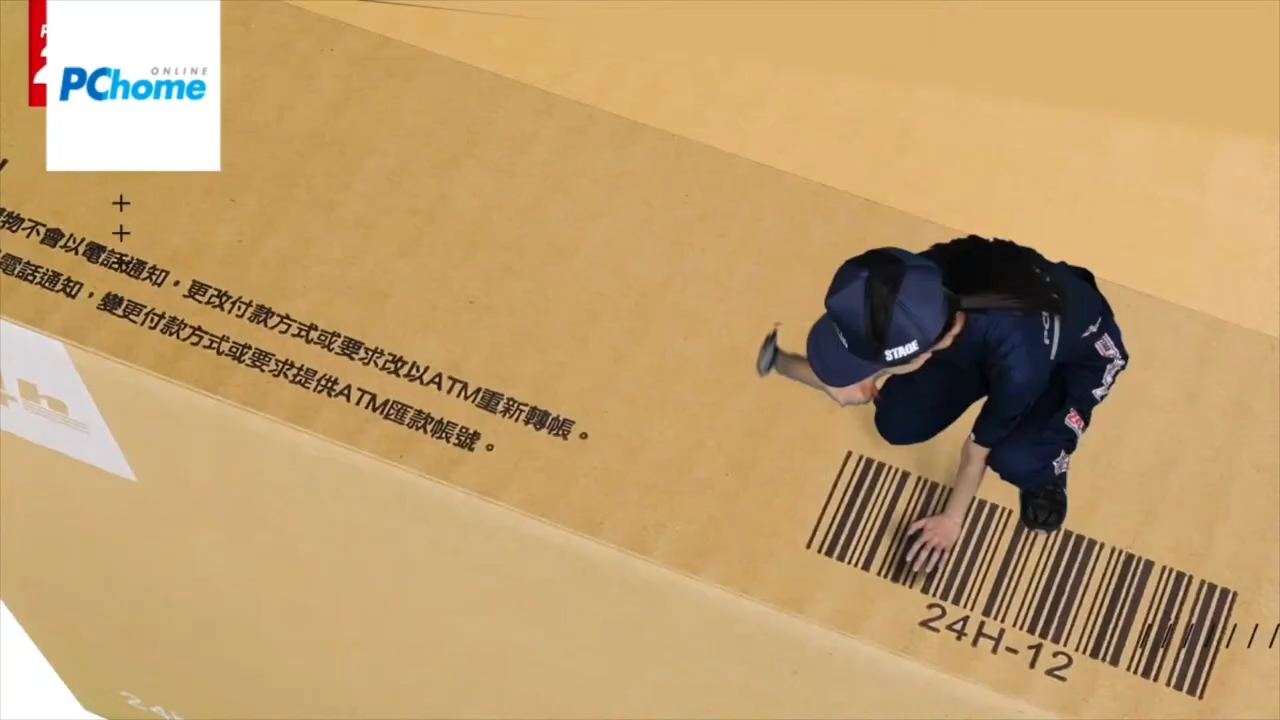 ONLINE
PChome
物不會以電話通知，更改付款方式或要求改以ATM重新轉帳。
電話通知，變更付款方式或要求提供ATM匯款帳號。
STAGE
24H-12